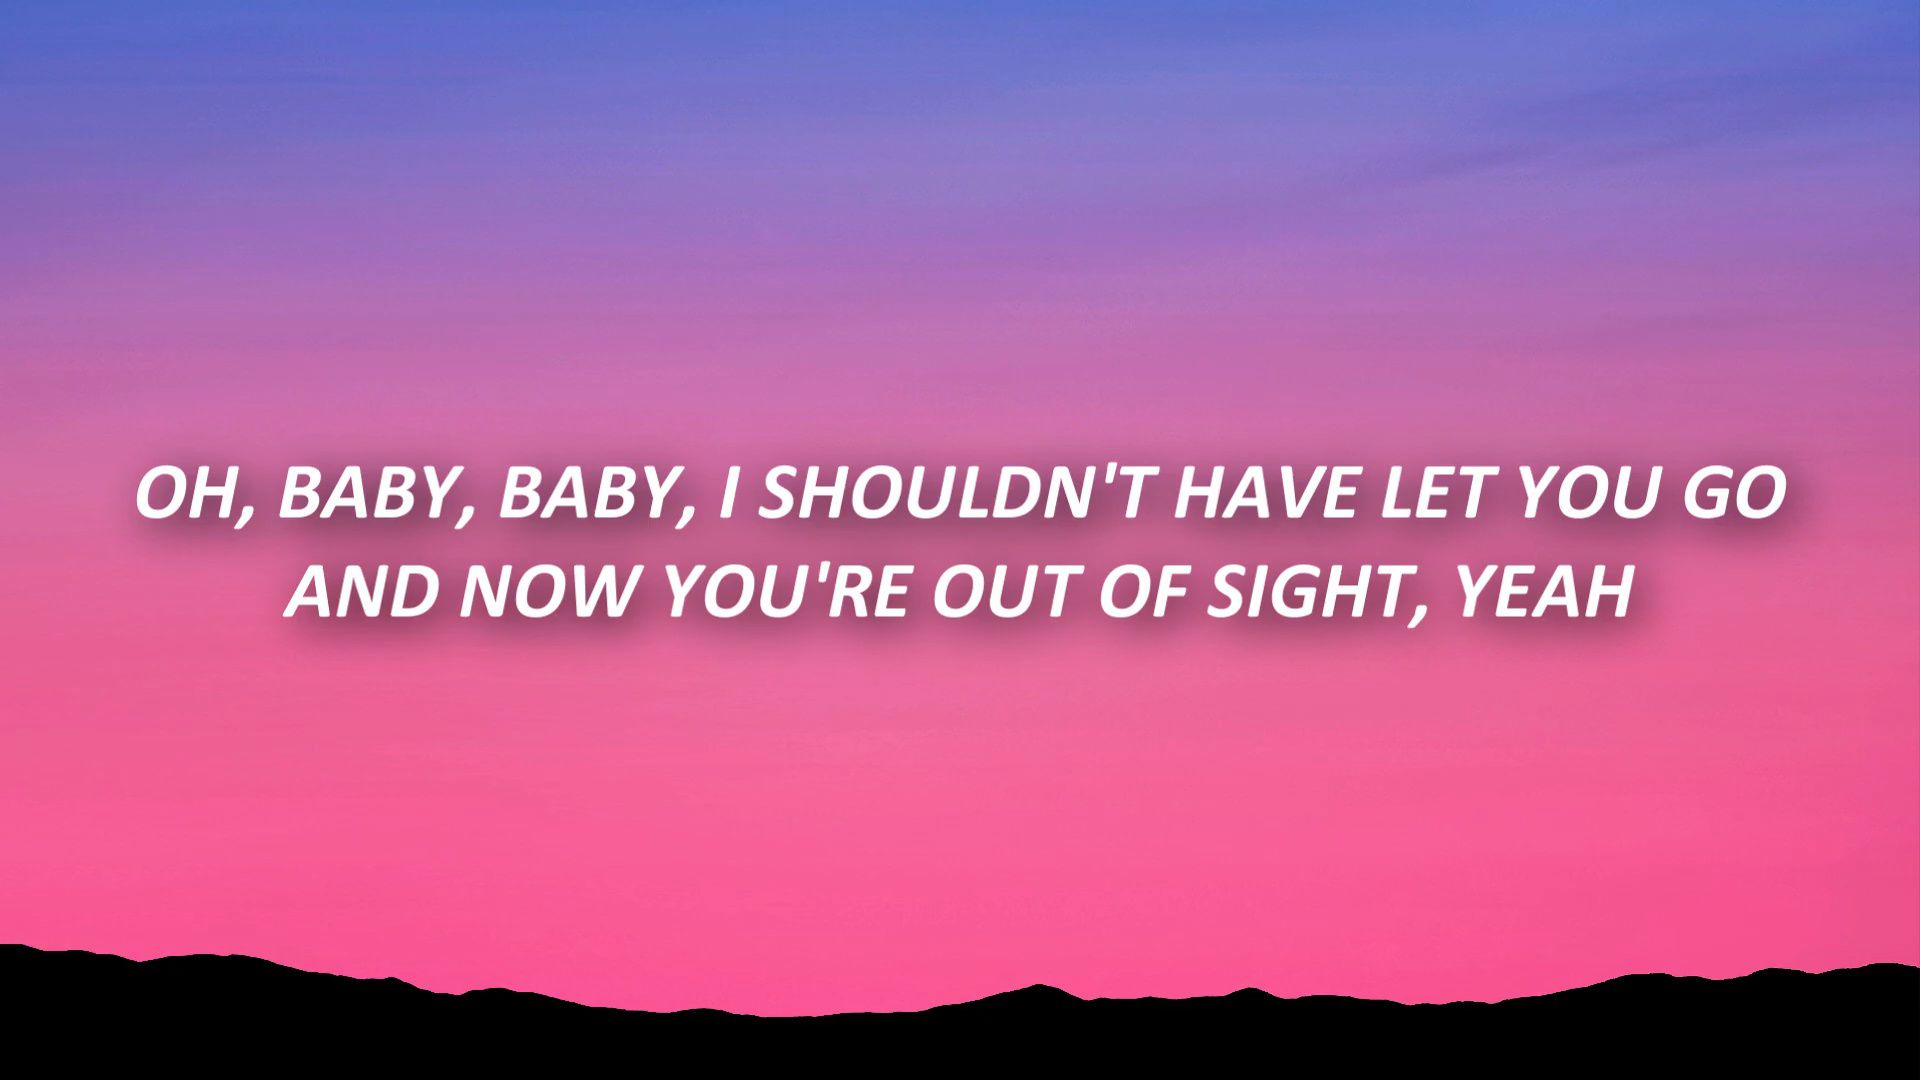 OH, BABY, BABY, I SHOULDN'T HAVE LET YOU GO
AND NOW YOU'RE OUT OF SIGHT, YEAH